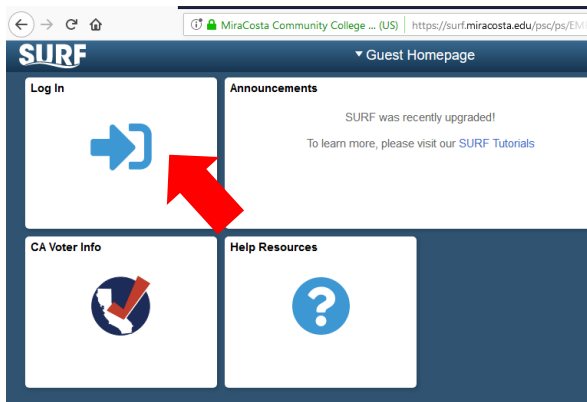 MiraCosta Community College ... (US) https://surf.miracosta.edu/psc/ps/EM
SURF
Guest Homepage
Log In
Announcements
SURF was recently upgraded!
To learn more, please visit our SURF Tutorials
CA Voter Info
Help Resources
?